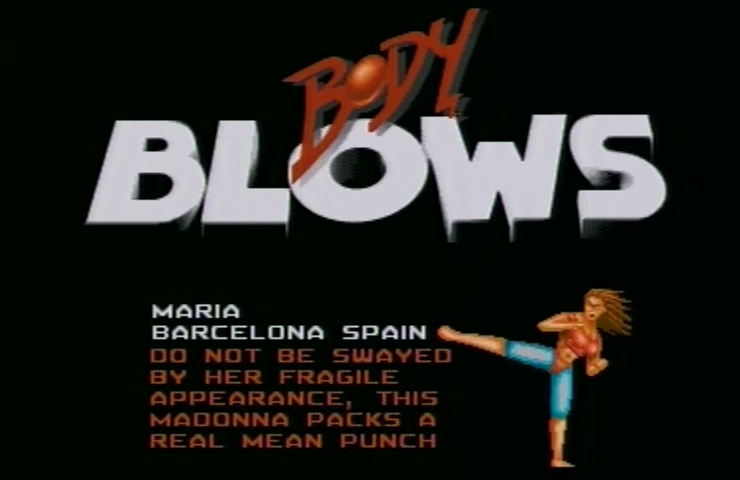 BODY
BLOWS
MARIA
BARCELONA SPAIN
DO NOT BE SWAYED
BY HER FRAGILE
APPEARANCE, THIS
MADONNA PACKS A
REAL MEAN PUNCH